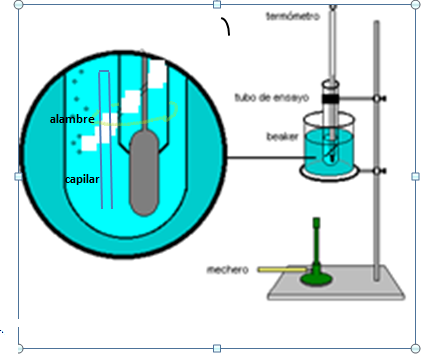 termómetro
tubo de ensayo
beaker
alambre
capilar
mechero